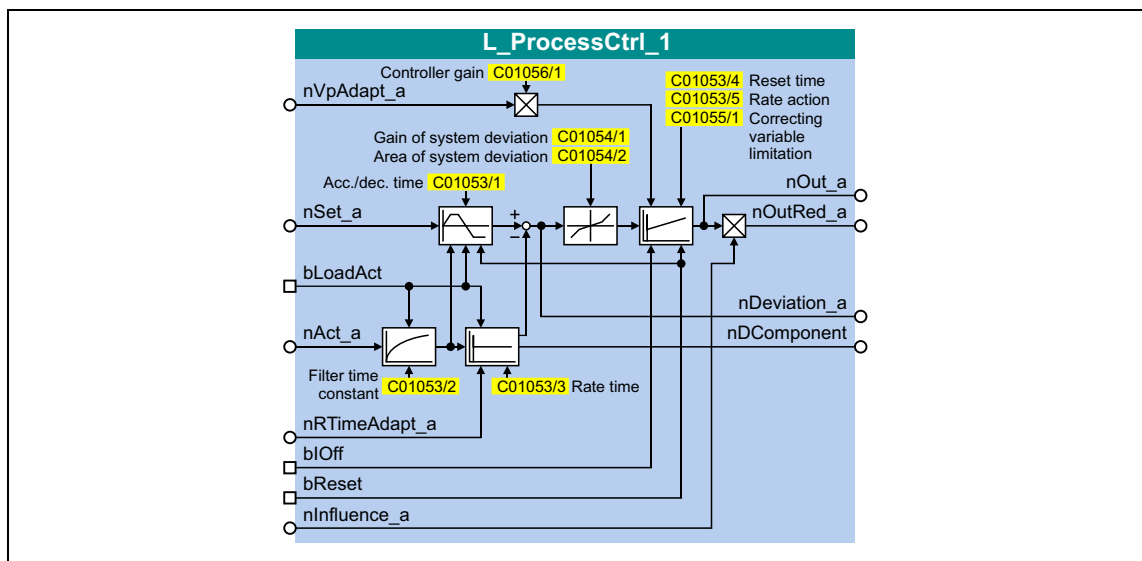 L_ProcessCtrl_1
Controller gain C01056/1
nVpAdapt_a
C01053/4 Reset time
C01053/5 Rate action
C01055/1 Correcting
variable
limitation
Gain of system deviation C01054/1
Area of system deviation C01054/2
Acc./dec. time C01053/1
nOut_a
nSet_a
nOutRed_a
+
−
bLoadAct
nDeviation_a
nAct_a
nDComponent
Filter time
constant C01053/2
C01053/3 Rate time
nRTimeAdapt_a
bIOff
bReset
nInfluence_a